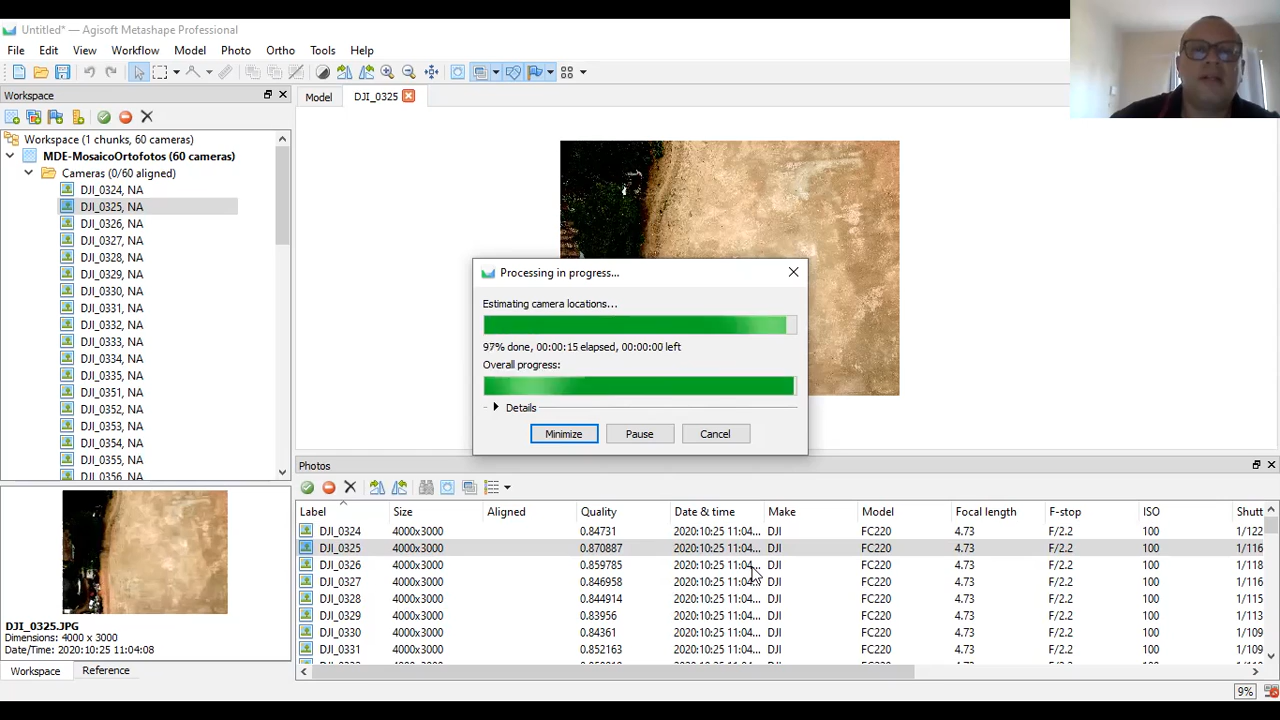 Untitled* — Agisoft Metashape Professional
File Edit View Workflow Model Photo Ortho Tools Help
Workspace
Workspace (1 chunks, 60 cameras)
MDE-MosaicoOrtofotos (60 cameras)
Cameras (0/60 aligned)
DJI_0324, NA
DJI_0325, NA
DJI_0326, NA
DJI_0327, NA
DJI_0328, NA
DJI_0329, NA
DJI_0330, NA
DJI_0331, NA
DJI_0332, NA
DJI_0333, NA
DJI_0334, NA
DJI_0335, NA
DJI_0351, NA
DJI_0352, NA
DJI_0353, NA
DJI_0354, NA
DJI_0355, NA
DJI_0356, NA
DJI_0325.JPG
Dimensions: 4000 x 3000
Date/Time: 2020:10:25 11:04:08
Workspace Reference
Model DJI_0325
Processing in progress...
Estimating camera locations...
97% done, 00:00:15 elapsed, 00:00:00 left
Overall progress:
Details
Minimize Pause Cancel
Photos
Label Size Aligned Quality Date & time Make Model Focal length F-stop ISO Shutt
DJI_0324 4000x3000 0.84731 2020:10:25 11:04... DJI FC220 4.73 F/2.2 100 1/122
DJI_0325 4000x3000 0.870887 2020:10:25 11:04... DJI FC220 4.73 F/2.2 100 1/116
DJI_0326 4000x3000 0.859785 2020:10:25 11:04... DJI FC220 4.73 F/2.2 100 1/118
DJI_0327 4000x3000 0.846958 2020:10:25 11:04... DJI FC220 4.73 F/2.2 100 1/116
DJI_0328 4000x3000 0.844914 2020:10:25 11:04... DJI FC220 4.73 F/2.2 100 1/115
DJI_0329 4000x3000 0.83956 2020:10:25 11:04... DJI FC220 4.73 F/2.2 100 1/113
DJI_0330 4000x3000 0.84361 2020:10:25 11:04... DJI FC220 4.73 F/2.2 100 1/109
DJI_0331 4000x3000 0.852163 2020:10:25 11:04... DJI FC220 4.73 F/2.2 100 1/109
9%